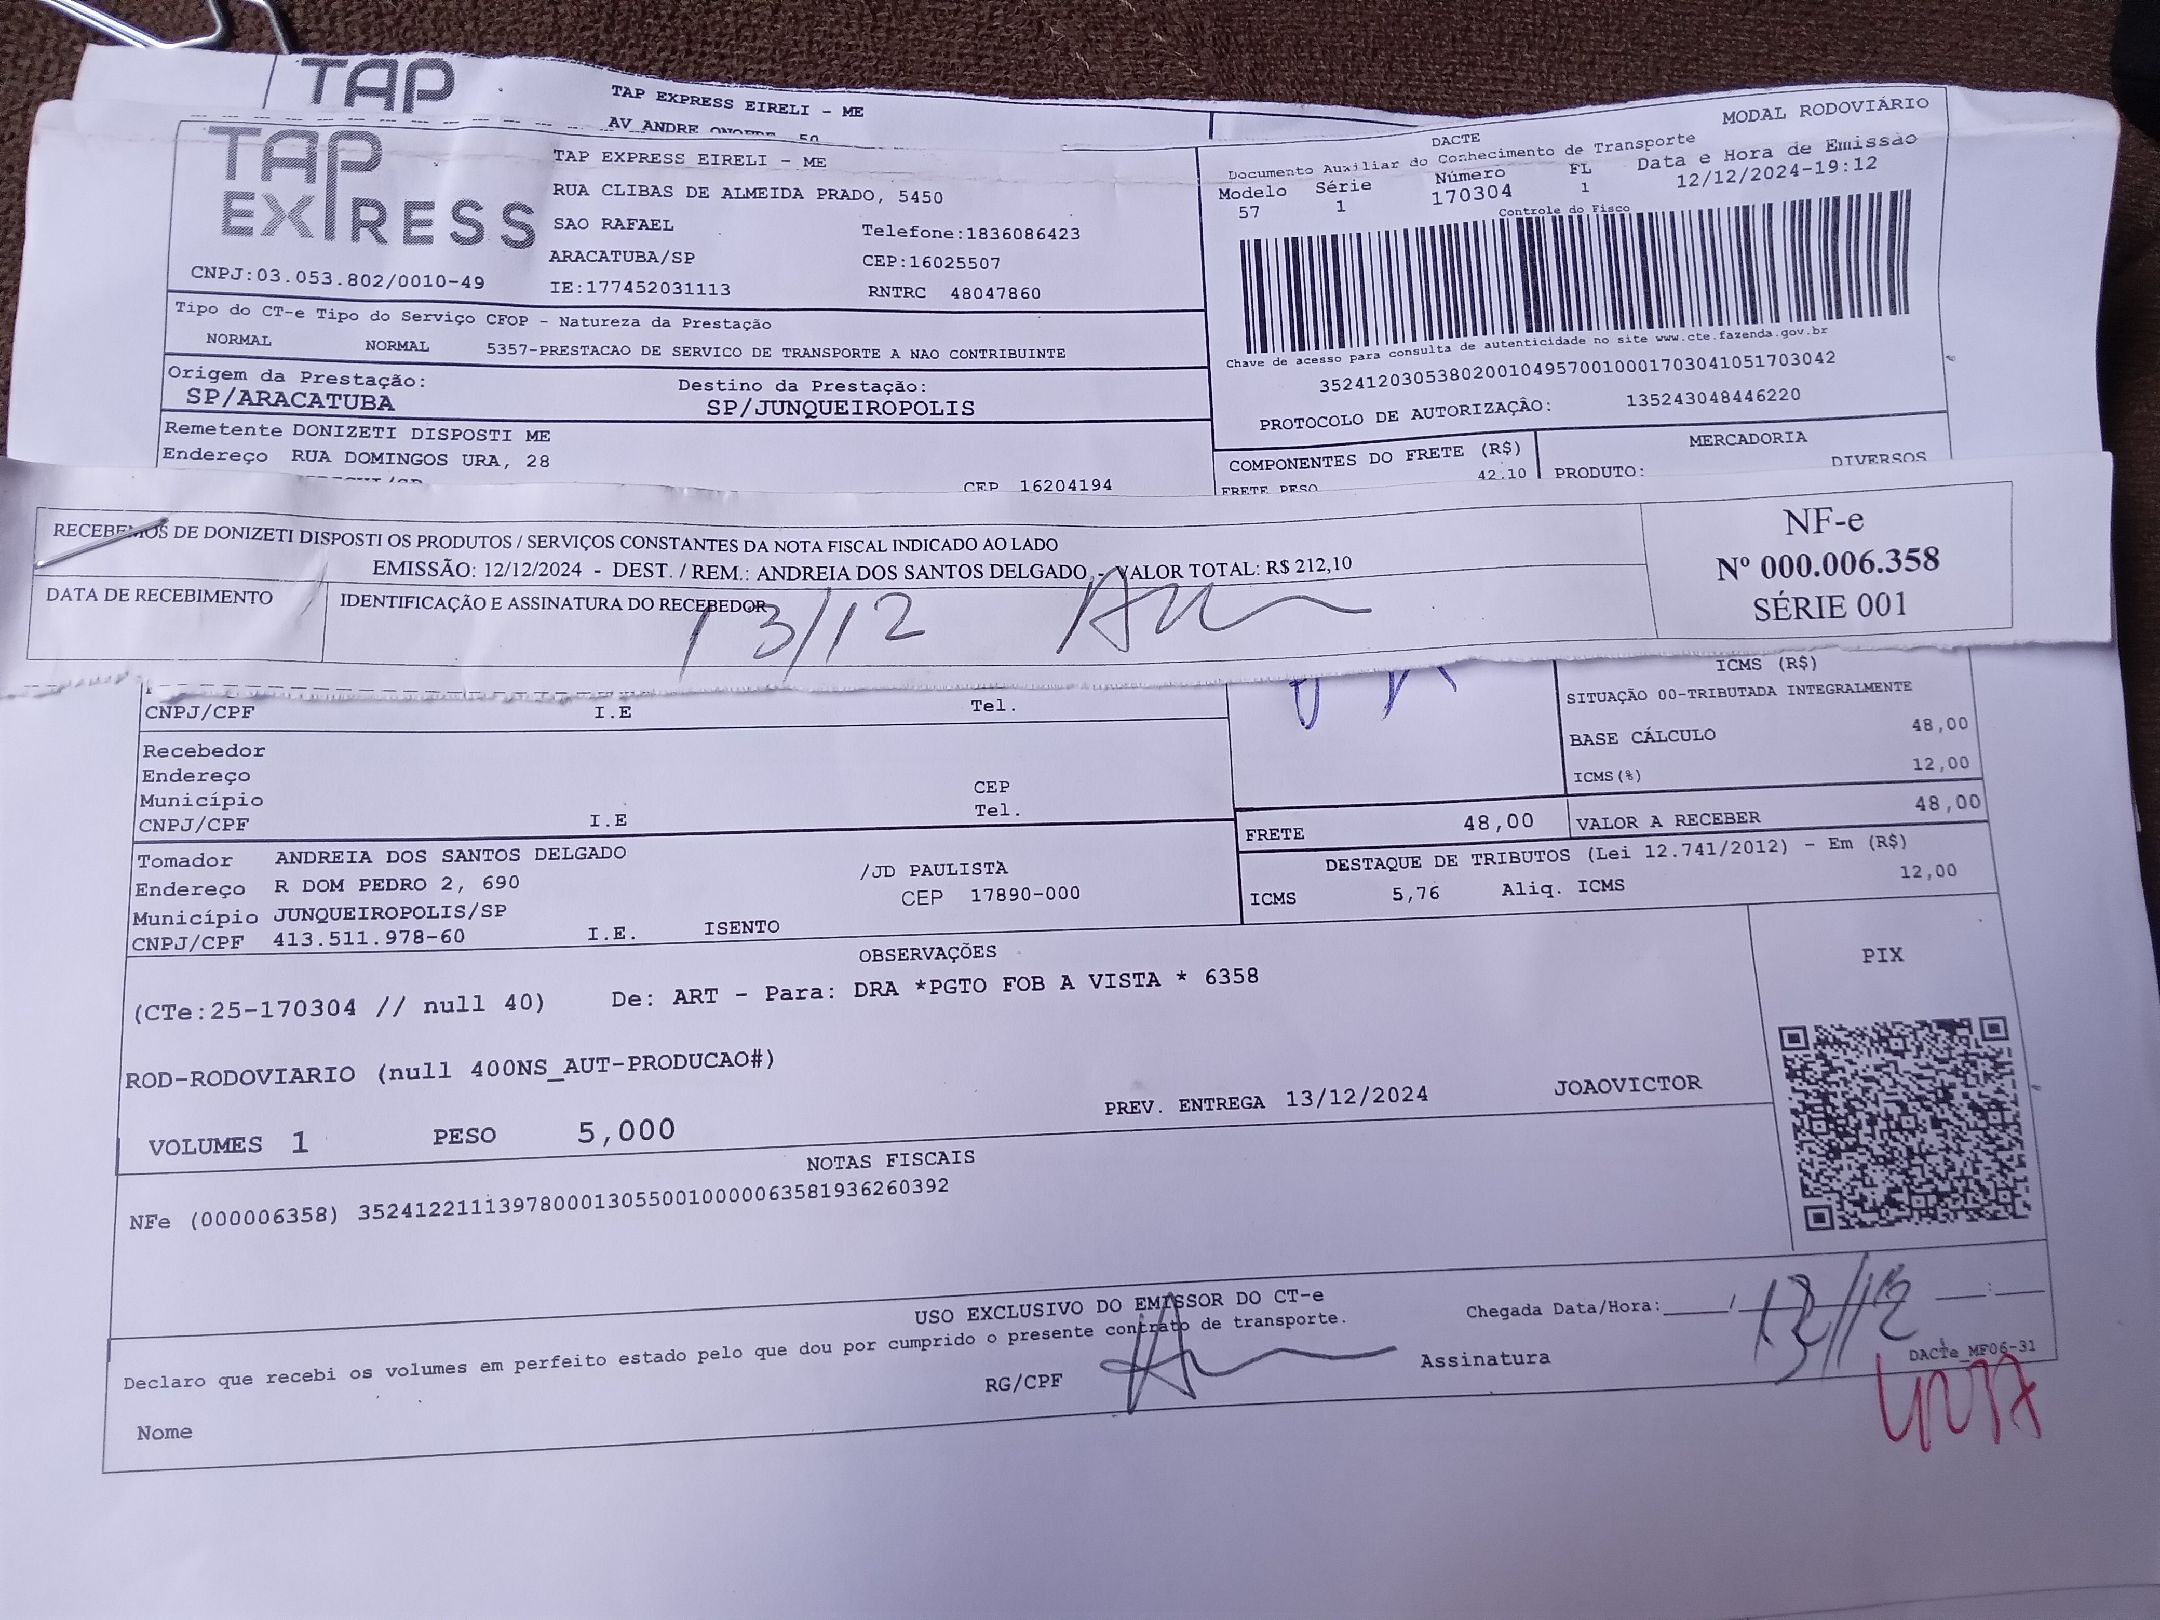 TAP
TAP EXPRESS EIRELI - ME
AV ANDRE
TAP EXPRESS
CNPJ:03.053.802/0010-49
TAP EXPRESS EIRELI - ME
RUA CLIBAS DE ALMEIDA PRADO, 5450
SAO RAFAEL Telefone:1836086423
ARACATUBA/SP CEP:16025507
IE:177452031113 RNTRC 48047860
MODAL RODOVIÁRIO
DACTE
Documento Auxiliar do Conhecimento de Transporte
Modelo Série Número FL Data e Hora de Emissão
57 1 170304 1 12/12/2024-19:12
Controle do Fisco
Chave de acesso para consulta de autenticidade no site www.cte.fazenda.gov.br
35241203053802001049570010001703041051703042
PROTOCOLO DE AUTORIZAÇÃO: 135243048446220
Tipo do CT-e Tipo do Serviço CFOP - Natureza da Prestação
NORMAL NORMAL 5357-PRESTACAO DE SERVICO DE TRANSPORTE A NAO CONTRIBUINTE
Origem da Prestação: Destino da Prestação:
SP/ARACATUBA SP/JUNQUEIROPOLIS
Remetente DONIZETI DISPOSTI ME
Endereço RUA DOMINGOS URA, 28
CEP 16204194
COMPONENTES DO FRETE (R$) MERCADORIA
FRETE PESO 42.10 PRODUTO: DIVERSOS
RECEBEMOS DE DONIZETI DISPOSTI OS PRODUTOS / SERVIÇOS CONSTANTES DA NOTA FISCAL INDICADO AO LADO
EMISSÃO: 12/12/2024 - DEST. / REM.: ANDREIA DOS SANTOS DELGADO - VALOR TOTAL: R$ 212,10
DATA DE RECEBIMENTO IDENTIFICAÇÃO E ASSINATURA DO RECEBEDOR
13/12
NF-e
Nº 000.006.358
SÉRIE 001
CNPJ/CPF I.E Tel.
Recebedor
Endereço
Município CEP
CNPJ/CPF I.E Tel.
ICMS (R$)
SITUAÇÃO 00-TRIBUTADA INTEGRALMENTE
BASE CÁLCULO 48,00
ICMS(%) 12,00
FRETE 48,00 VALOR A RECEBER 48,00
Tomador ANDREIA DOS SANTOS DELGADO
Endereço R DOM PEDRO 2, 690 /JD PAULISTA
Município JUNQUEIROPOLIS/SP CEP 17890-000
CNPJ/CPF 413.511.978-60 I.E. ISENTO
DESTAQUE DE TRIBUTOS (Lei 12.741/2012) - Em (R$)
ICMS 5,76 Aliq. ICMS 12,00
OBSERVAÇÕES
(CTe:25-170304 // null 40) De: ART - Para: DRA *PGTO FOB A VISTA * 6358
ROD-RODOVIARIO (null 400NS_AUT-PRODUCAO#)
VOLUMES 1 PESO 5,000 PREV. ENTREGA 13/12/2024 JOAOVICTOR
PIX
NOTAS FISCAIS
NFe (000006358) 35241221113978000130550010000063581936260392
USO EXCLUSIVO DO EMISSOR DO CT-e
Declaro que recebi os volumes em perfeito estado pelo que dou por cumprido o presente contrato de transporte.
Chegada Data/Hora:_____/ : 13/12
Nome RG/CPF Assinatura
DACTe_MF06-31